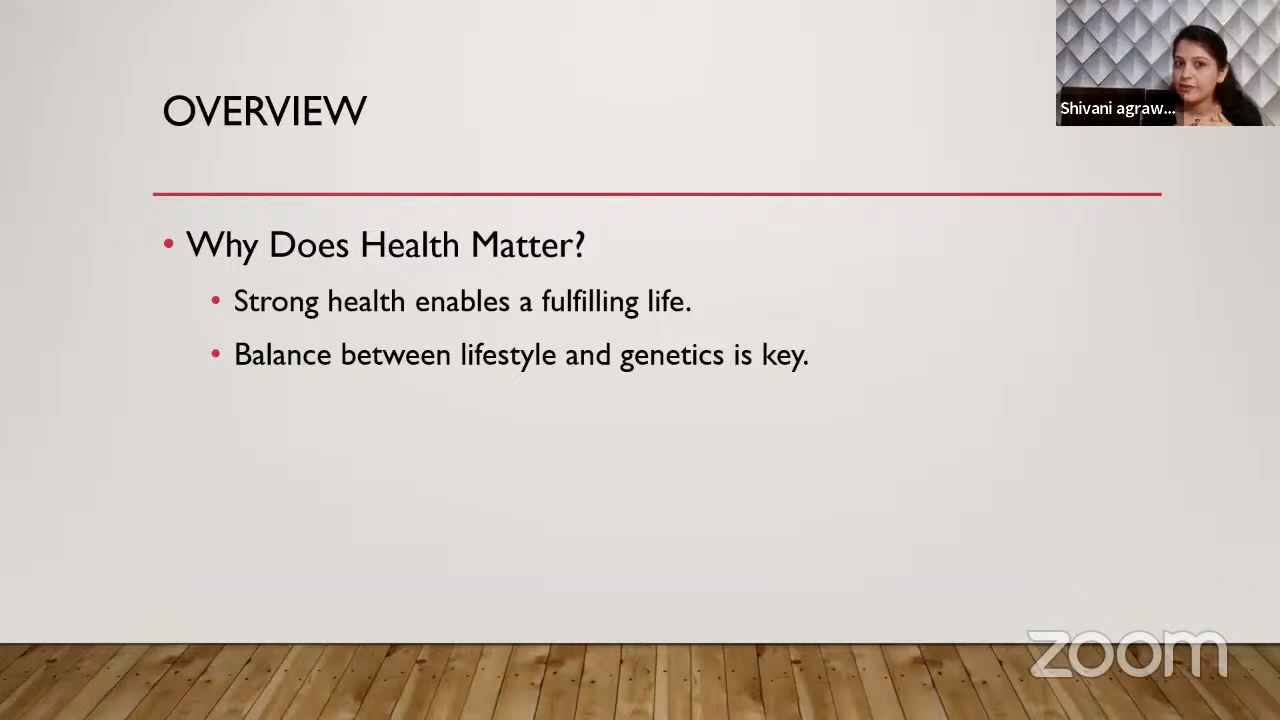 Shivani agraw...
OVERVIEW
• Why Does Health Matter?
• Strong health enables a fulfilling life.
• Balance between lifestyle and genetics is key.
zoom